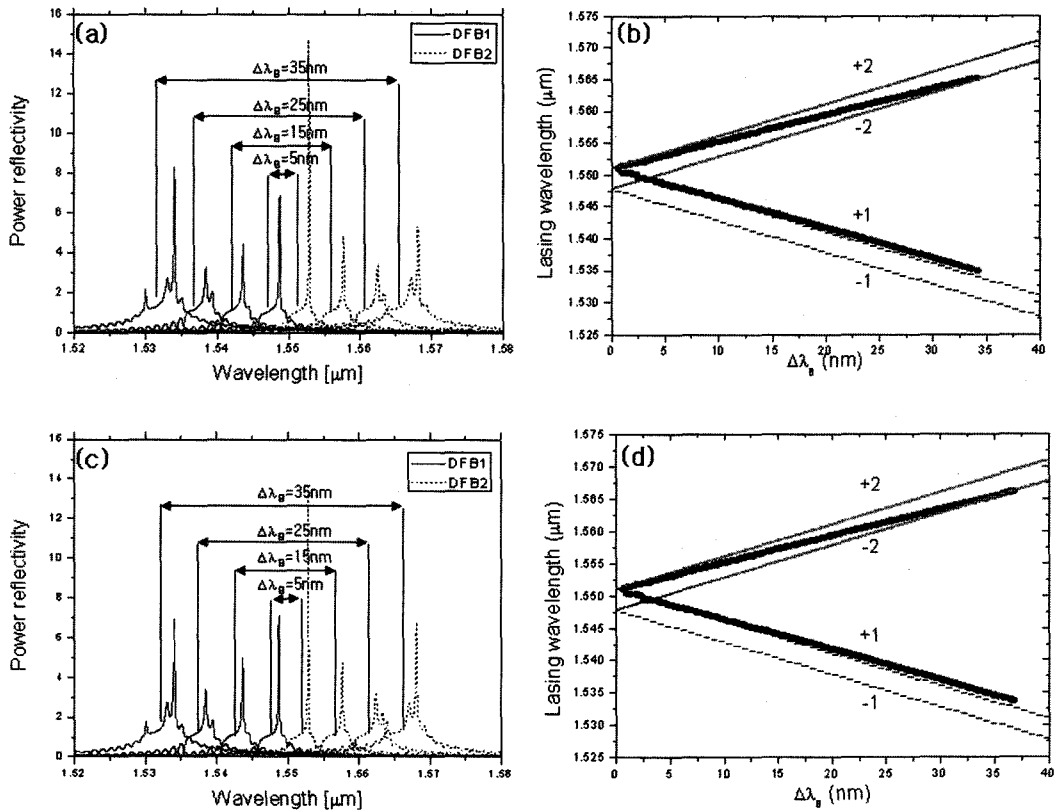 (a)
DFB1
DFB2
Δλ_B=35nm
Δλ_B=25nm
Δλ_B=15nm
Δλ_B=5nm
16
14
12
10
8
6
4
2
0
Power reflectivity
1.52 1.53 1.54 1.55 1.56 1.57 1.58
Wavelength [μm]
(b)
+2
-2
+1
-1
1.575
1.570
1.565
1.560
1.555
1.550
1.545
1.540
1.535
1.530
1.525
Lasing wavelength (μm)
0 5 10 15 20 25 30 35 40
Δλ_B (nm)
(c)
DFB1
DFB2
Δλ_B=35nm
Δλ_B=25nm
Δλ_B=15nm
Δλ_B=5nm
16
14
12
10
8
6
4
2
0
Power reflectivity
1.52 1.53 1.54 1.55 1.56 1.57 1.58
Wavelength [μm]
(d)
+2
-2
+1
-1
1.575
1.570
1.565
1.560
1.555
1.550
1.545
1.540
1.535
1.530
1.525
Lasing wavelength (μm)
0 5 10 15 20 25 30 35 40
Δλ_B (nm)